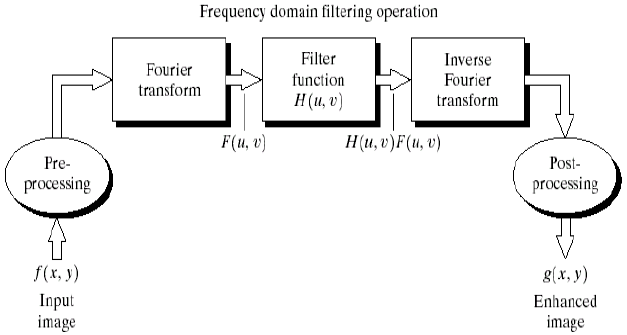 Frequency domain filtering operation
Fourier
transform
Filter
function
H(u, v)
Inverse
Fourier
transform
F(u, v)
H(u, v)F(u, v)
Pre-
processing
Post-
processing
f(x, y)
Input
image
g(x, y)
Enhanced
image